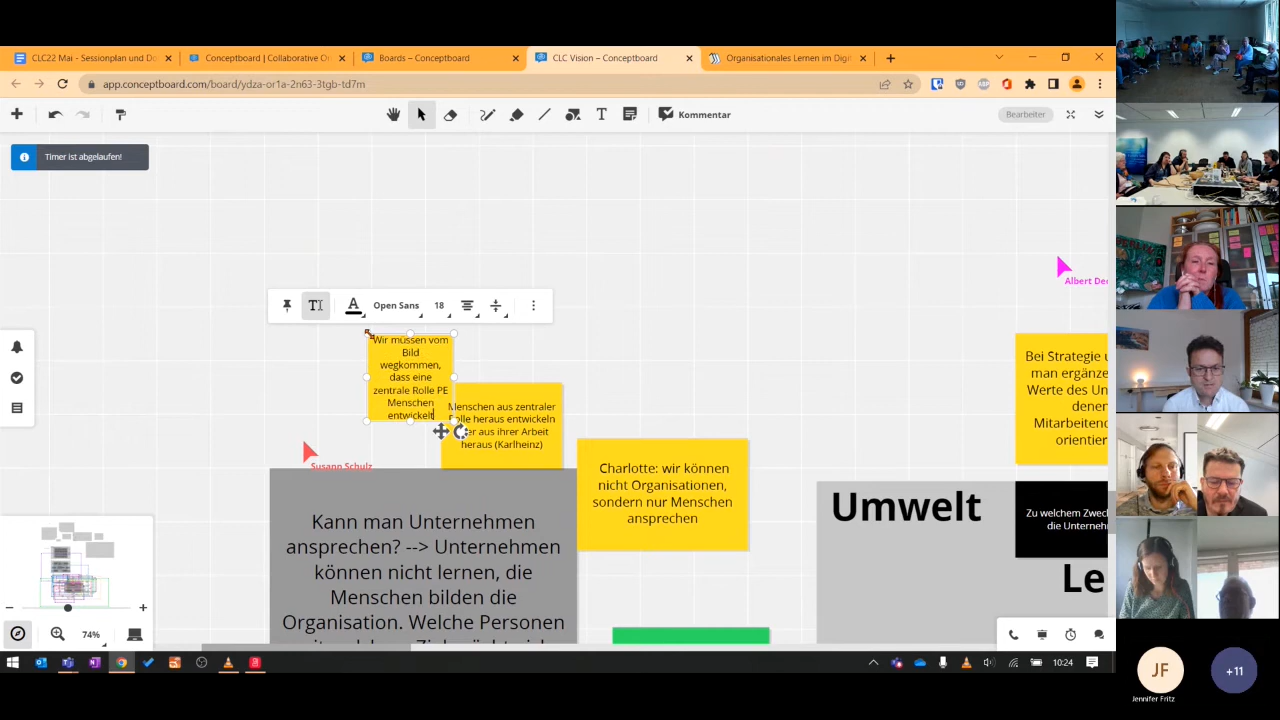 CLC22 Mai - Sessionplan und Do
Conceptboard | Collaborative O
Boards – Conceptboard
CLC Vision – Conceptboard
Organisationales Lernen im Digi
app.conceptboard.com/board/ydza-or1a-2n63-3tgb-td7m
Kommentar
Bearbeiter
Timer ist abgelaufen!
Albert De
Open Sans
18
Wir müssen vom
Bild
wegkommen,
dass eine
zentrale Rolle PE
Menschen
entwickelt
Menschen aus zentraler
Rolle heraus entwickeln
aus ihrer Arbeit
heraus (Karlheinz)
Bei Strategie u
man ergänze
Werte des Un
denen
Mitarbeitend
orientier
Susann Schulz
Charlotte: wir können
nicht Organisationen,
sondern nur Menschen
ansprechen
Kann man Unternehmen
ansprechen? --> Unternehmen
können nicht lernen, die
Menschen bilden die
Organisation. Welche Personen
Umwelt
Zu welchem Zwec
die Unternehm
Le
74%
10:24
JF
Jennifer Fritz
+11